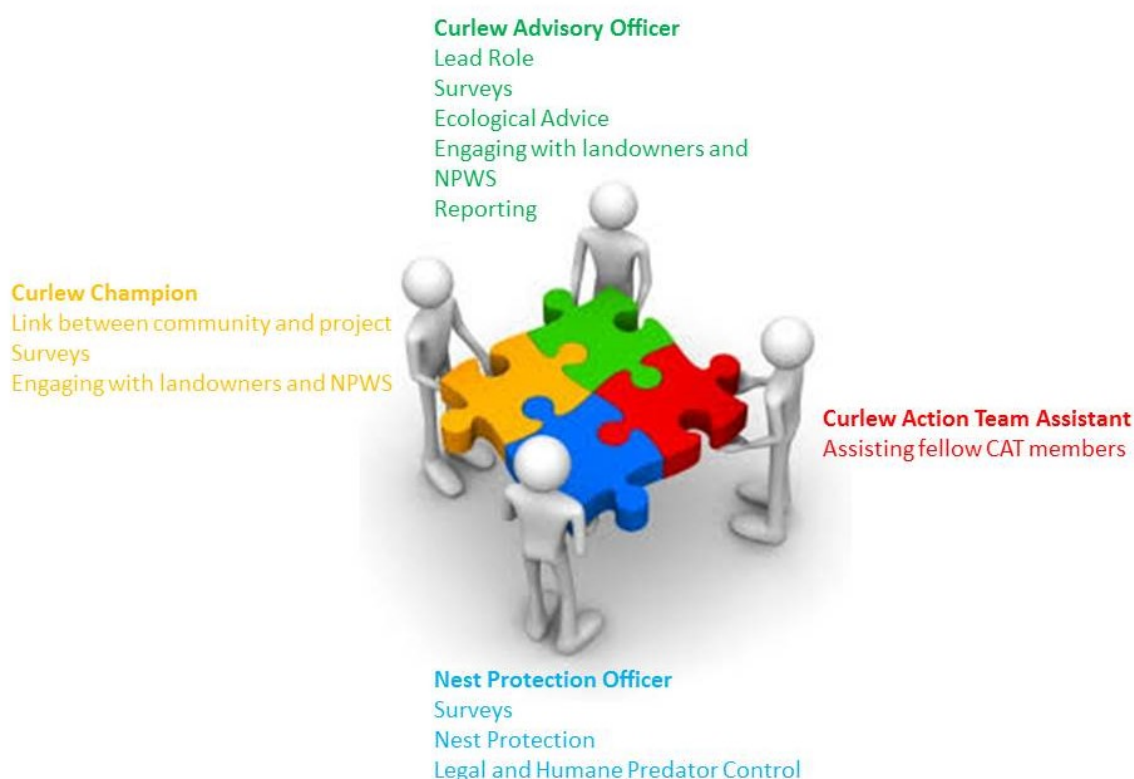 Curlew Advisory Officer
Lead Role
Surveys
Ecological Advice
Engaging with landowners and
NPWS
Reporting
Curlew Champion
Link between community and project
Surveys
Engaging with landowners and NPWS
Curlew Action Team Assistant
Assisting fellow CAT members
Nest Protection Officer
Surveys
Nest Protection
Legal and Humane Predator Control